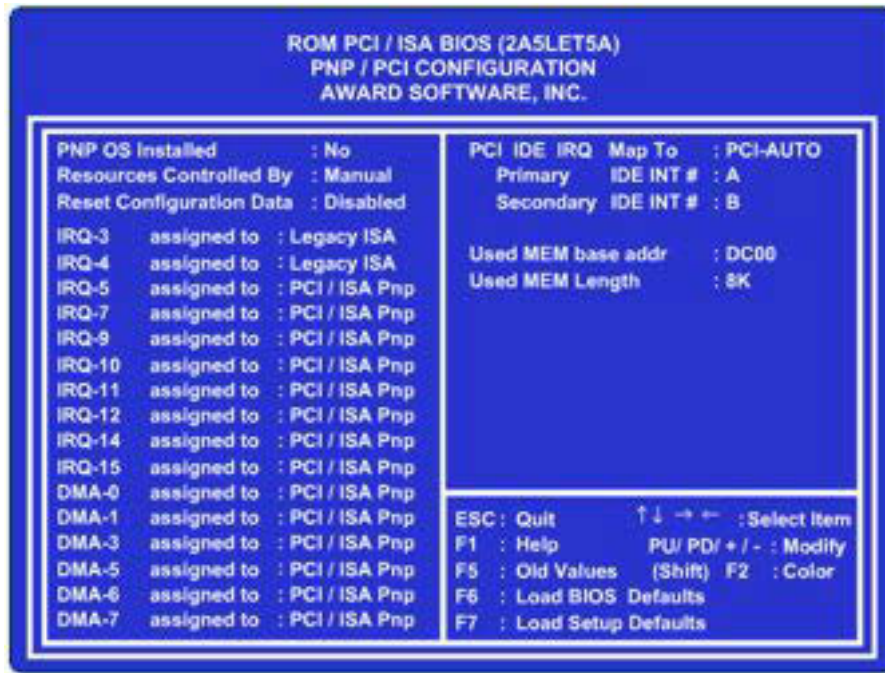 ROM PCI / ISA BIOS (2A5LET5A)
PNP / PCI CONFIGURATION
AWARD SOFTWARE, INC.
PNP OS Installed : No
Resources Controlled By : Manual
Reset Configuration Data : Disabled
IRQ-3 assigned to : Legacy ISA
IRQ-4 assigned to : Legacy ISA
IRQ-5 assigned to : PCI / ISA Pnp
IRQ-7 assigned to : PCI / ISA Pnp
IRQ-9 assigned to : PCI / ISA Pnp
IRQ-10 assigned to : PCI / ISA Pnp
IRQ-11 assigned to : PCI / ISA Pnp
IRQ-12 assigned to : PCI / ISA Pnp
IRQ-14 assigned to : PCI / ISA Pnp
IRQ-15 assigned to : PCI / ISA Pnp
DMA-0 assigned to : PCI / ISA Pnp
DMA-1 assigned to : PCI / ISA Pnp
DMA-3 assigned to : PCI / ISA Pnp
DMA-5 assigned to : PCI / ISA Pnp
DMA-6 assigned to : PCI / ISA Pnp
DMA-7 assigned to : PCI / ISA Pnp
PCI IDE IRQ Map To : PCI-AUTO
Primary IDE INT # : A
Secondary IDE INT # : B
Used MEM base addr : DC00
Used MEM Length : 8K
ESC : Quit ↑↓ → ← : Select Item
F1 : Help PU/ PD/ + / - : Modify
F5 : Old Values (Shift) F2 : Color
F6 : Load BIOS Defaults
F7 : Load Setup Defaults